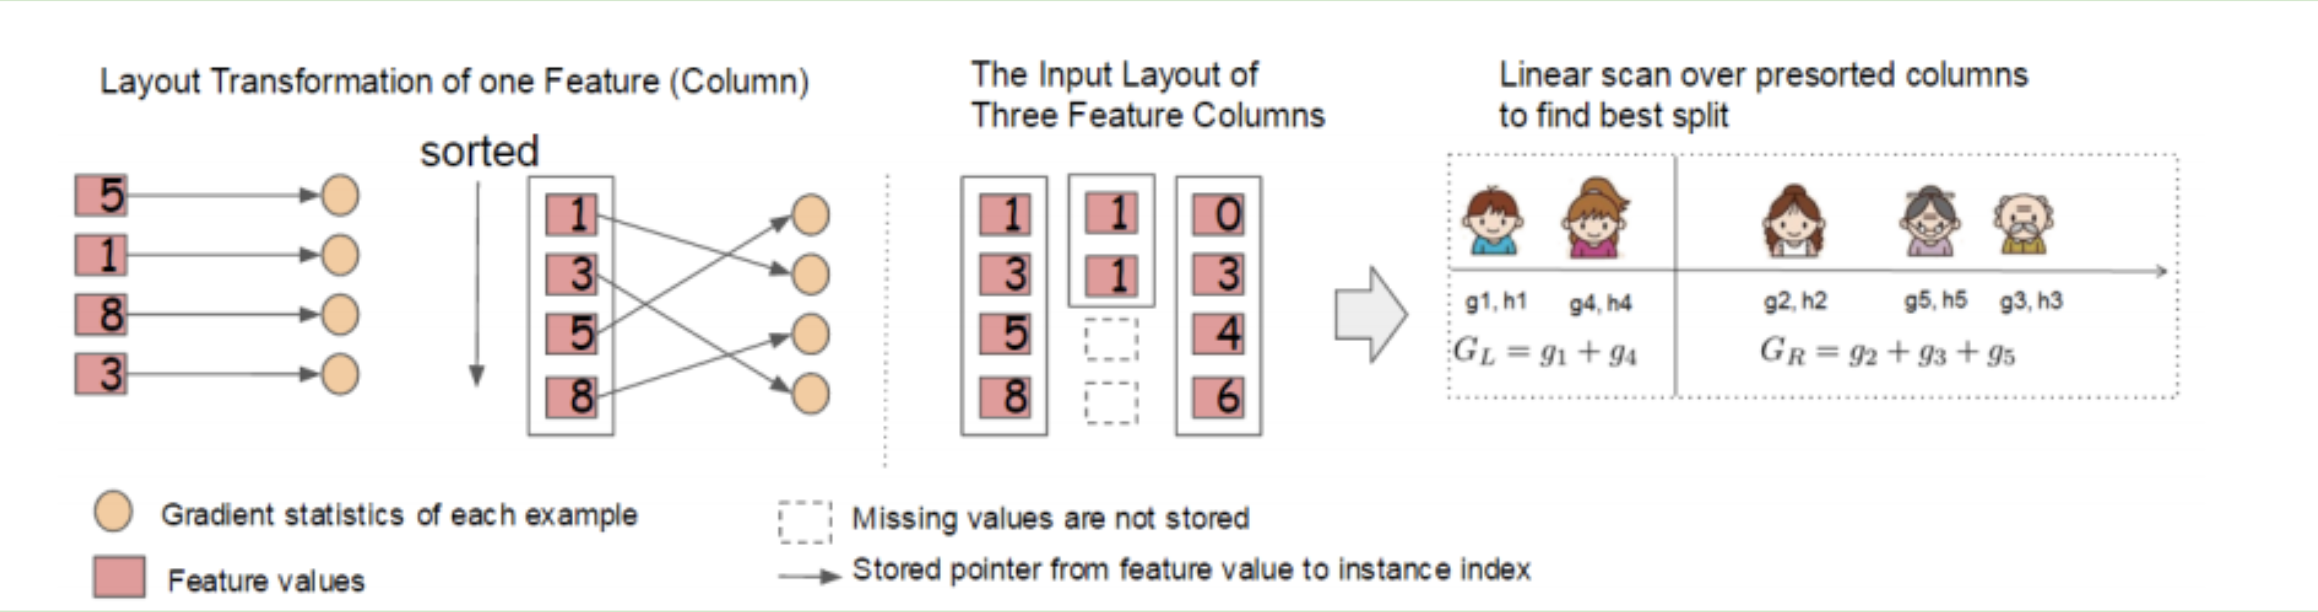 Layout Transformation of one Feature (Column)
sorted
5
1
8
3
1
3
5
8
The Input Layout of
Three Feature Columns
1
3
5
8
1
1
0
3
4
6
Linear scan over presorted columns
to find best split
g1, h1
g4, h4
g2, h2
g5, h5
g3, h3
G_L = g_1 + g_4
G_R = g_2 + g_3 + g_5
Gradient statistics of each example
Feature values
Missing values are not stored
Stored pointer from feature value to instance index